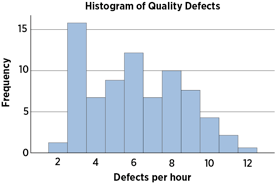 Histogram of Quality Defects
15
10
5
0
Frequency
2 4 6 8 10 12
Defects per hour